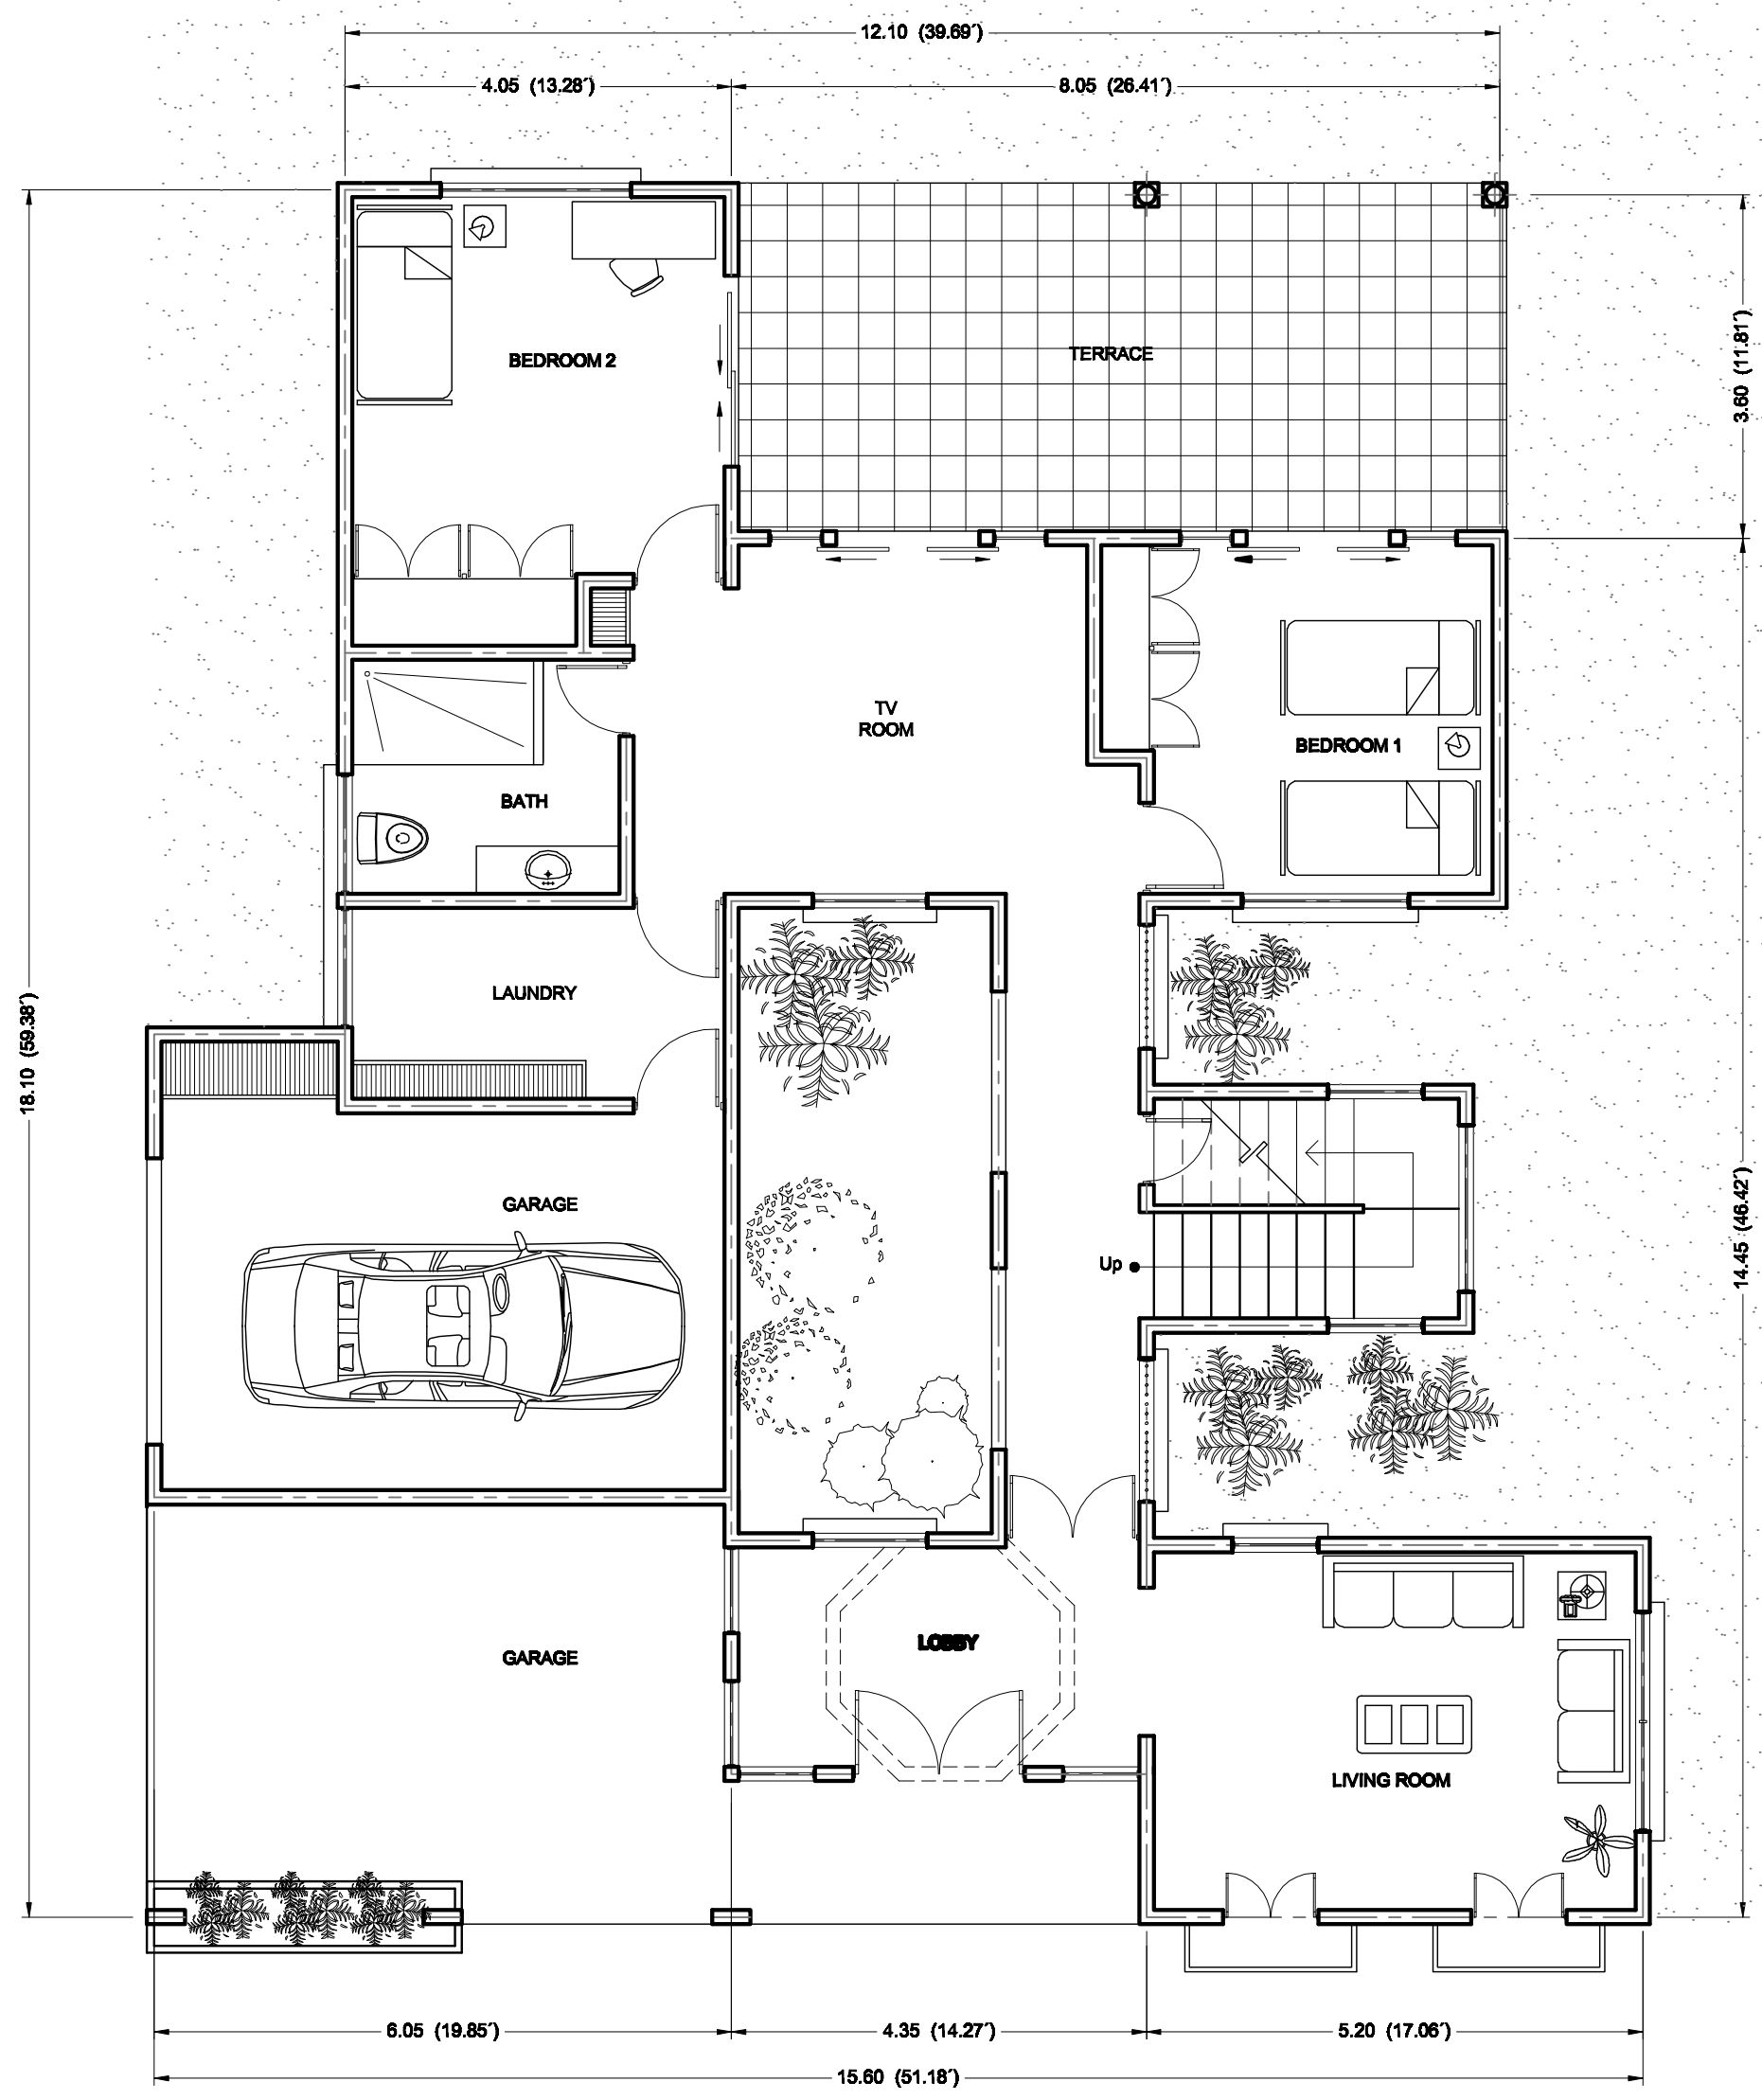 12.10 (39.69´)
4.05 (13.28´)
8.05 (26.41´)
BEDROOM 2
TERRACE
3.60 (11.81´)
TV
ROOM
BEDROOM 1
BATH
LAUNDRY
18.10 (59.38´)
GARAGE
Up
14.45 (46.42´)
LOBBY
GARAGE
LIVING ROOM
6.05 (19.85´)
4.35 (14.27´)
5.20 (17.06´)
15.60 (51.18´)